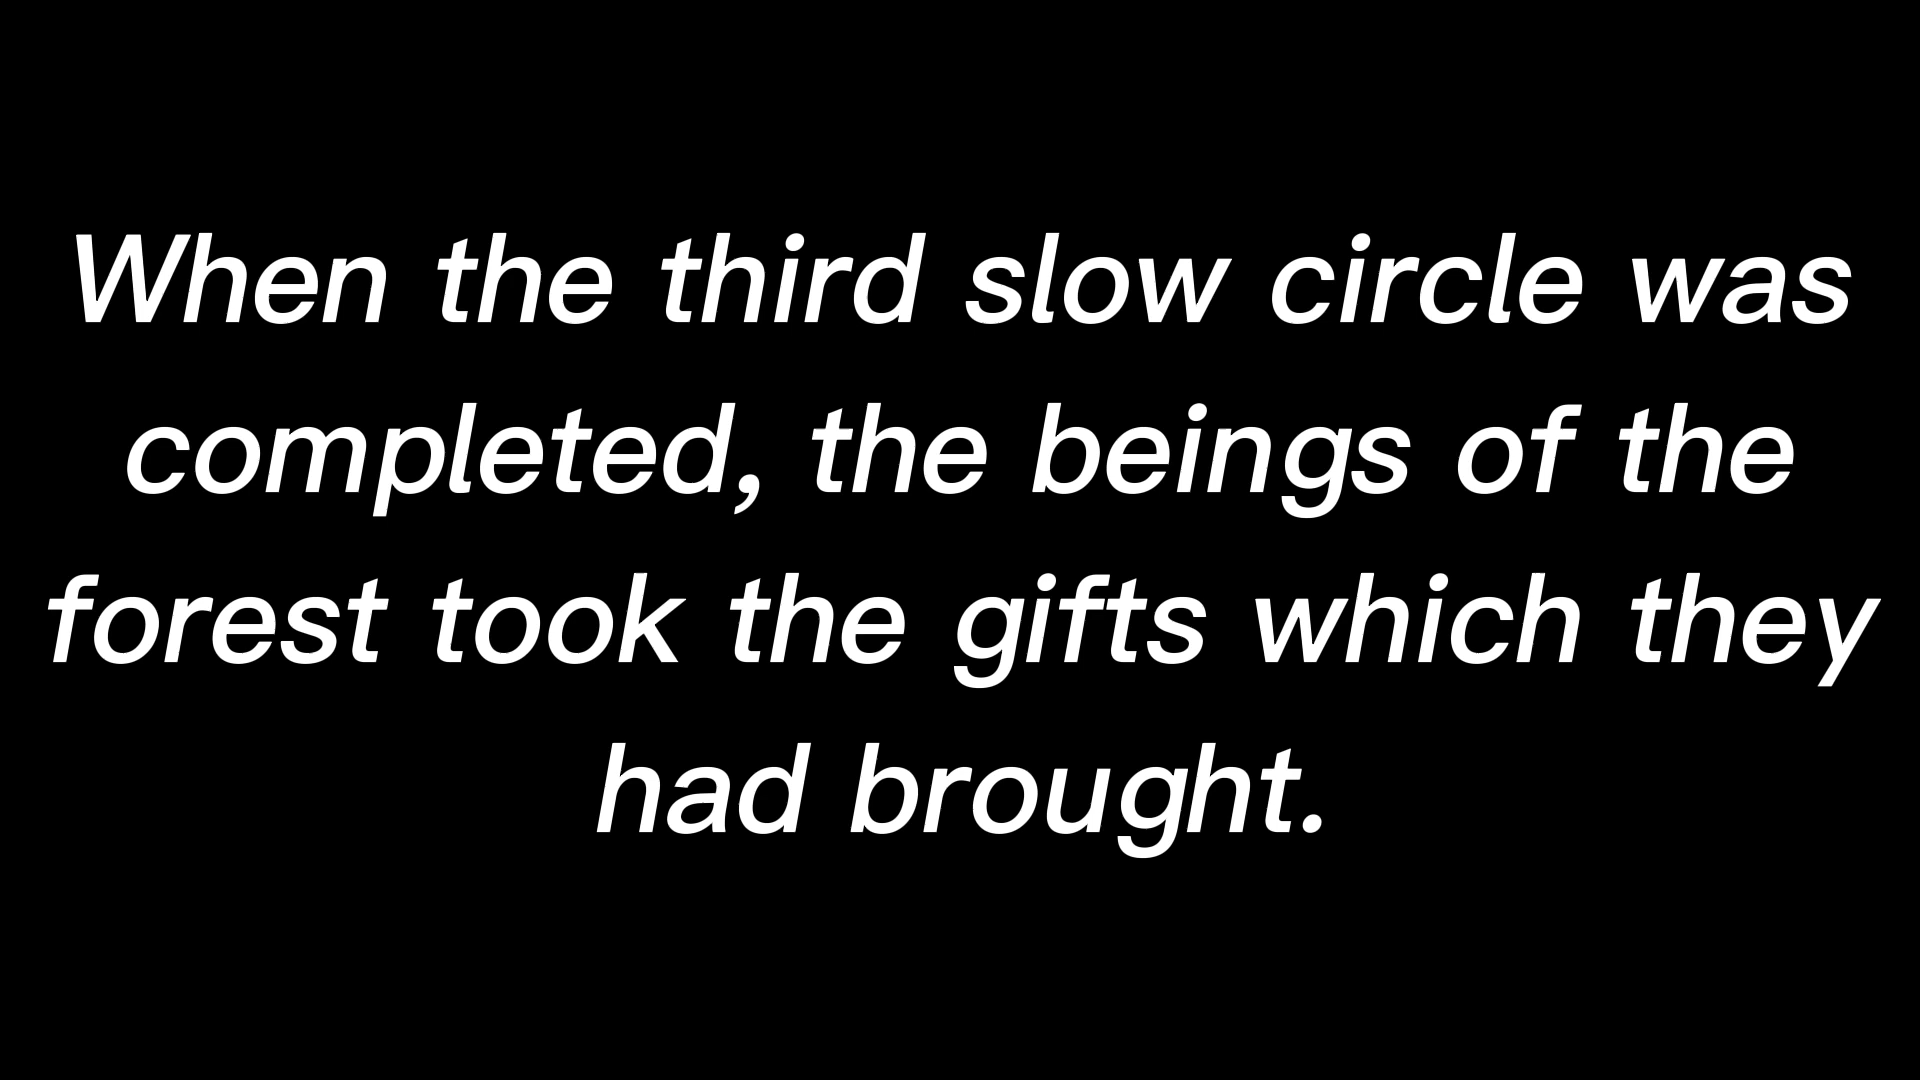 When the third slow circle was
completed, the beings of the
forest took the gifts which they
had brought.